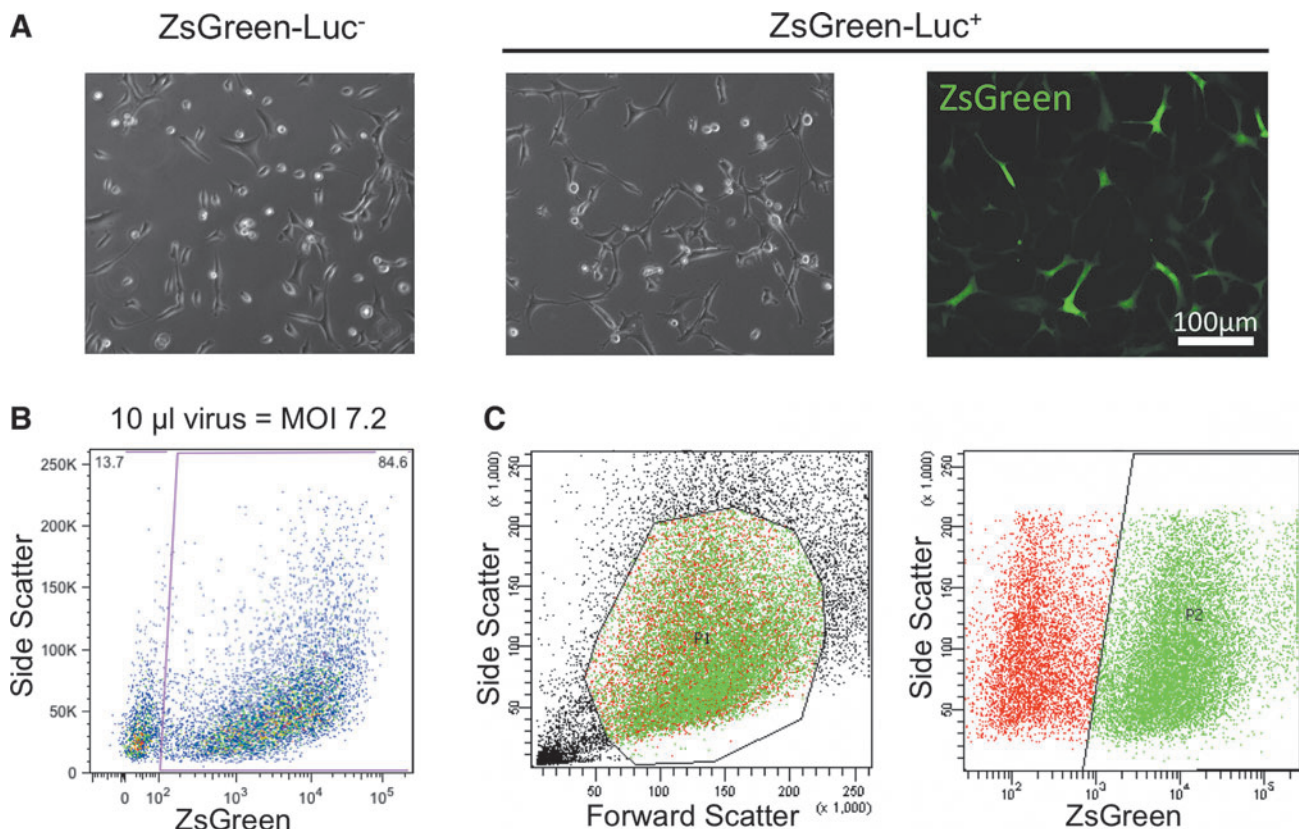 A
ZsGreen-Luc⁻
ZsGreen-Luc⁺
ZsGreen
100μm
B
10 μl virus = MOI 7.2
13.7
84.6
250K
200K
150K
100K
50K
0
Side Scatter
0 10² 10³ 10⁴ 10⁵
ZsGreen
C
Side Scatter
(x 1,000)
250
200
150
100
50
P1
50 100 150 200 250
Forward Scatter (x 1,000)
Side Scatter
(x 1,000)
250
200
150
100
50
P2
10² 10³ 10⁴ 10⁵
ZsGreen